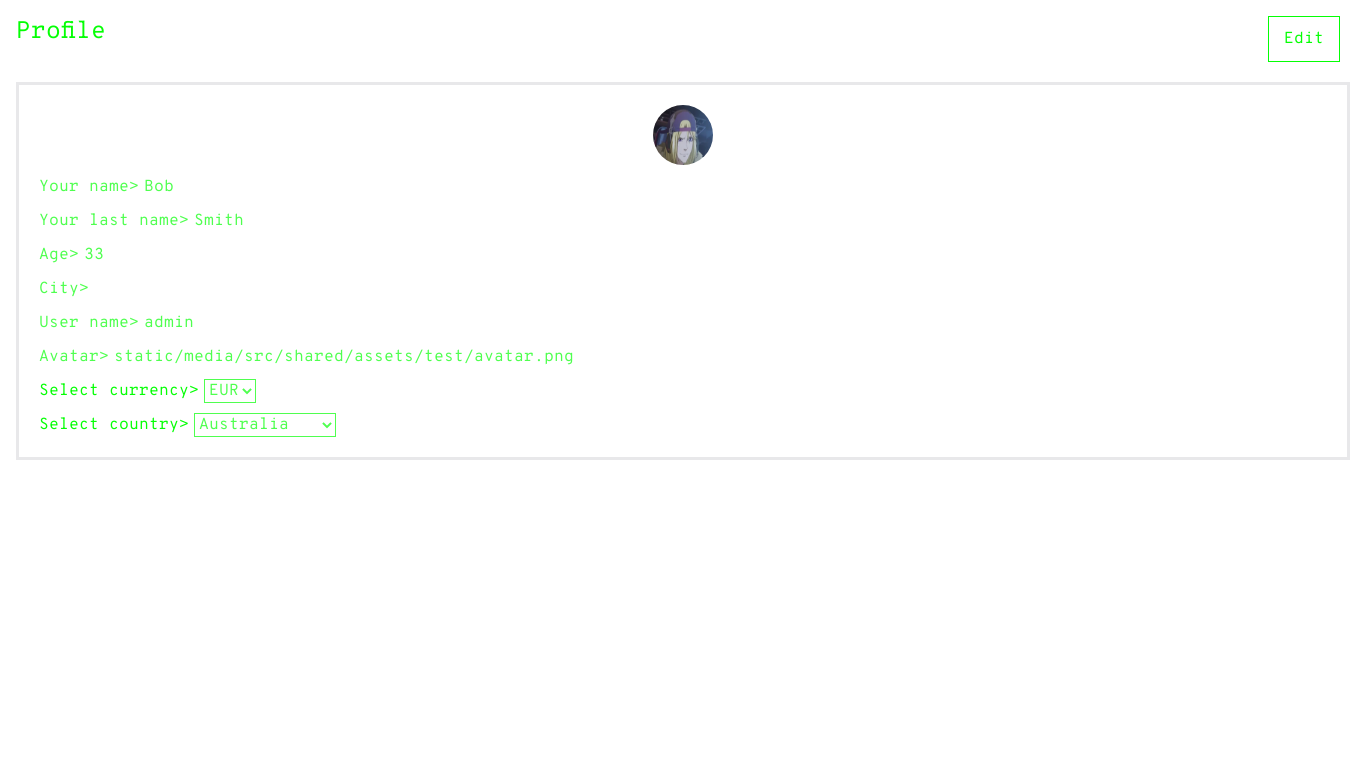 Profile
Edit
Your name> Bob
Your last name> Smith
Age> 33
City>
User name> admin
Avatar> static/media/src/shared/assets/test/avatar.png
Select currency> EUR
Select country> Australia